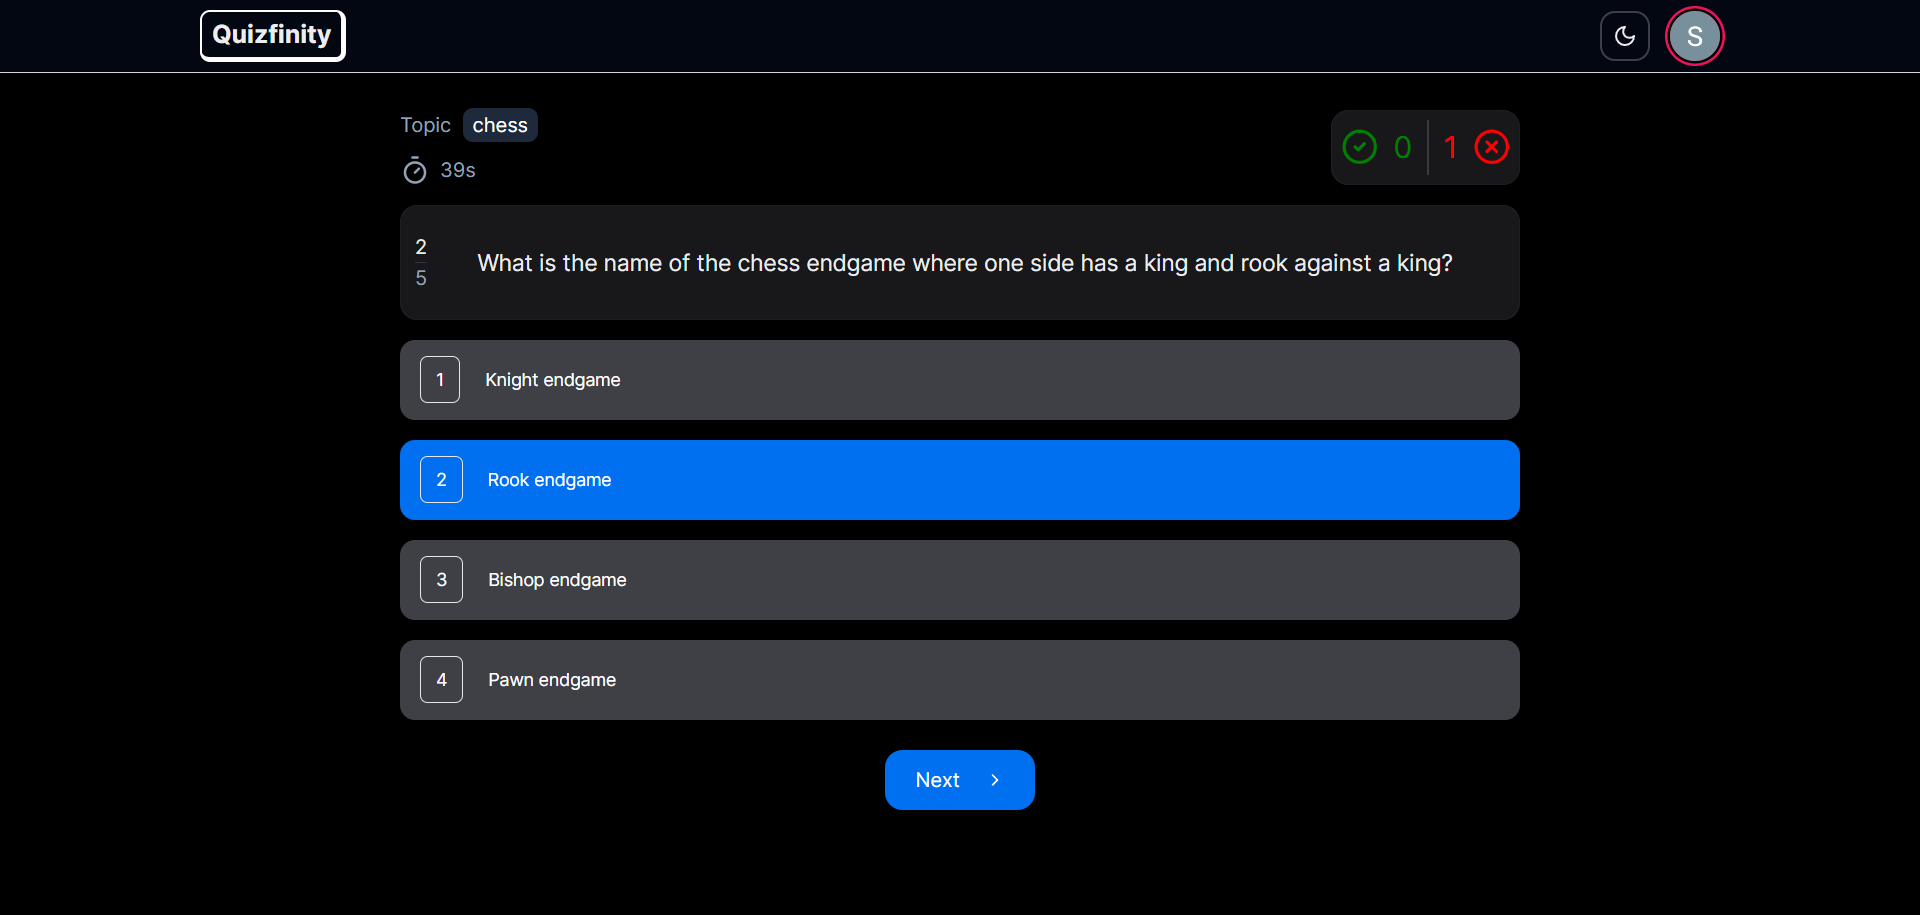 Quizfinity
S
Topic chess
39s
0 1
2
5
What is the name of the chess endgame where one side has a king and rook against a king?
1 Knight endgame
2 Rook endgame
3 Bishop endgame
4 Pawn endgame
Next